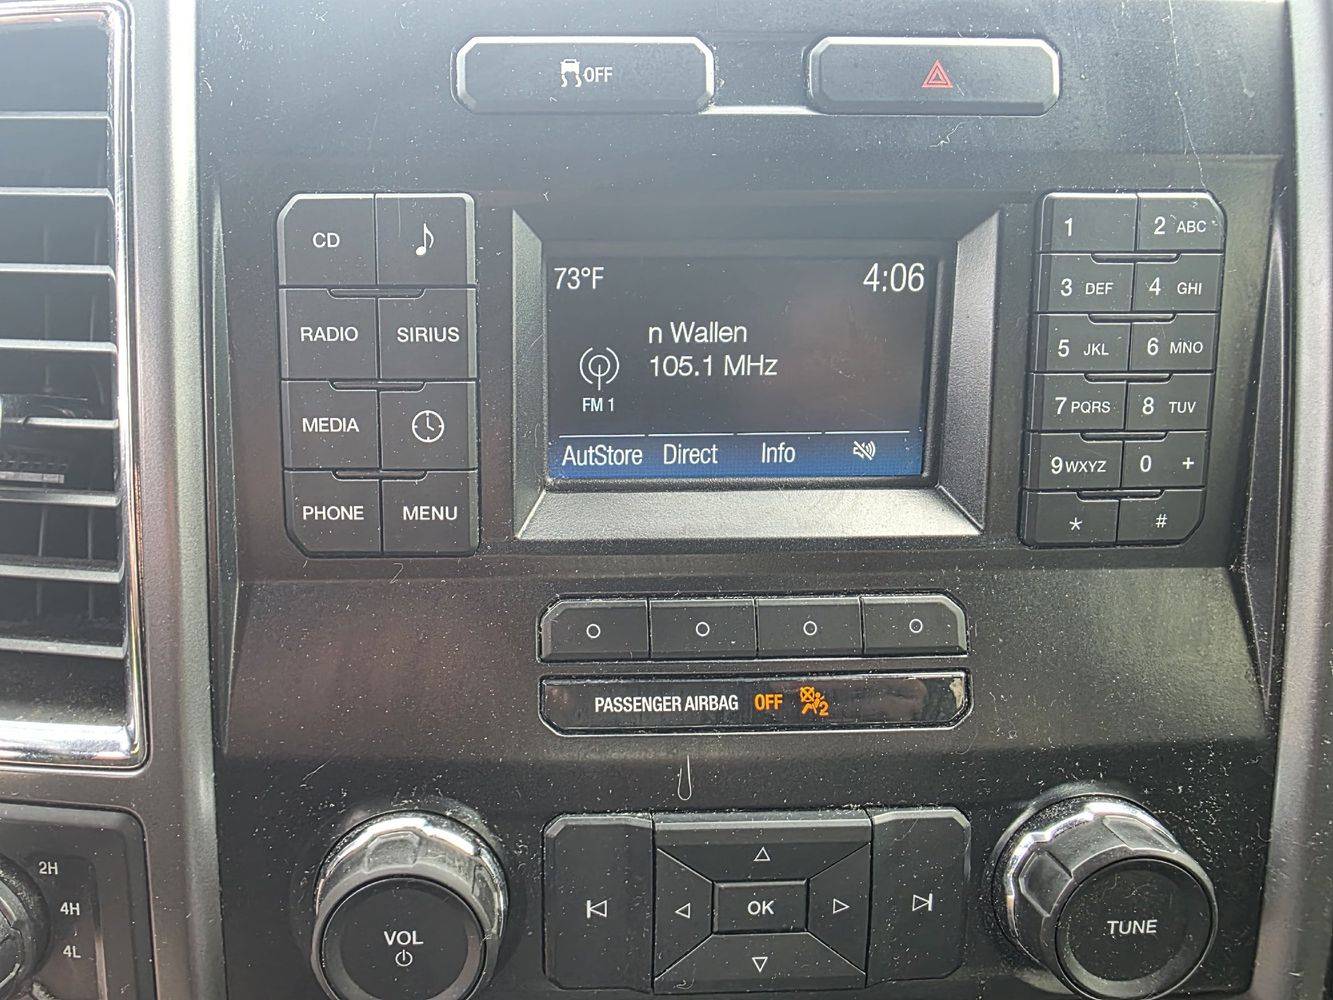 OFF
CD
RADIO
SIRIUS
MEDIA
PHONE
MENU
73°F
4:06
n Wallen
105.1 MHz
FM 1
AutStore Direct Info
1
2 ABC
3 DEF
4 GHI
5 JKL
6 MNO
7 PQRS
8 TUV
9 WXYZ
0 +
*
#
PASSENGER AIRBAG OFF 2
2H
4H
4L
VOL
OK
TUNE